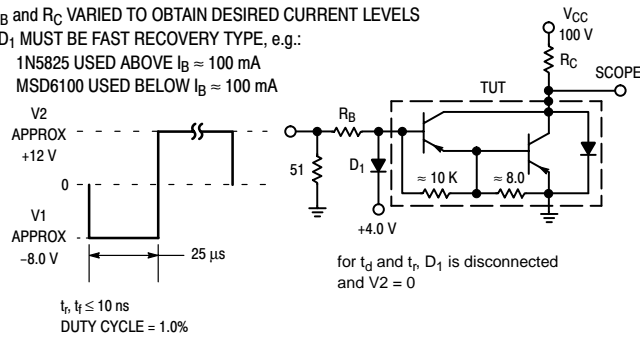 B and RC VARIED TO OBTAIN DESIRED CURRENT LEVELS
D1 MUST BE FAST RECOVERY TYPE, e.g.:
1N5825 USED ABOVE IB ≈ 100 mA
MSD6100 USED BELOW IB ≈ 100 mA
VCC
100 V
RC
SCOPE
TUT
V2
APPROX
+12 V
0
V1
APPROX
−8.0 V
25 μs
RB
51
D1
≈ 10 K
≈ 8.0
+4.0 V
for td and tr, D1 is disconnected
and V2 = 0
tr, tf ≤ 10 ns
DUTY CYCLE = 1.0%